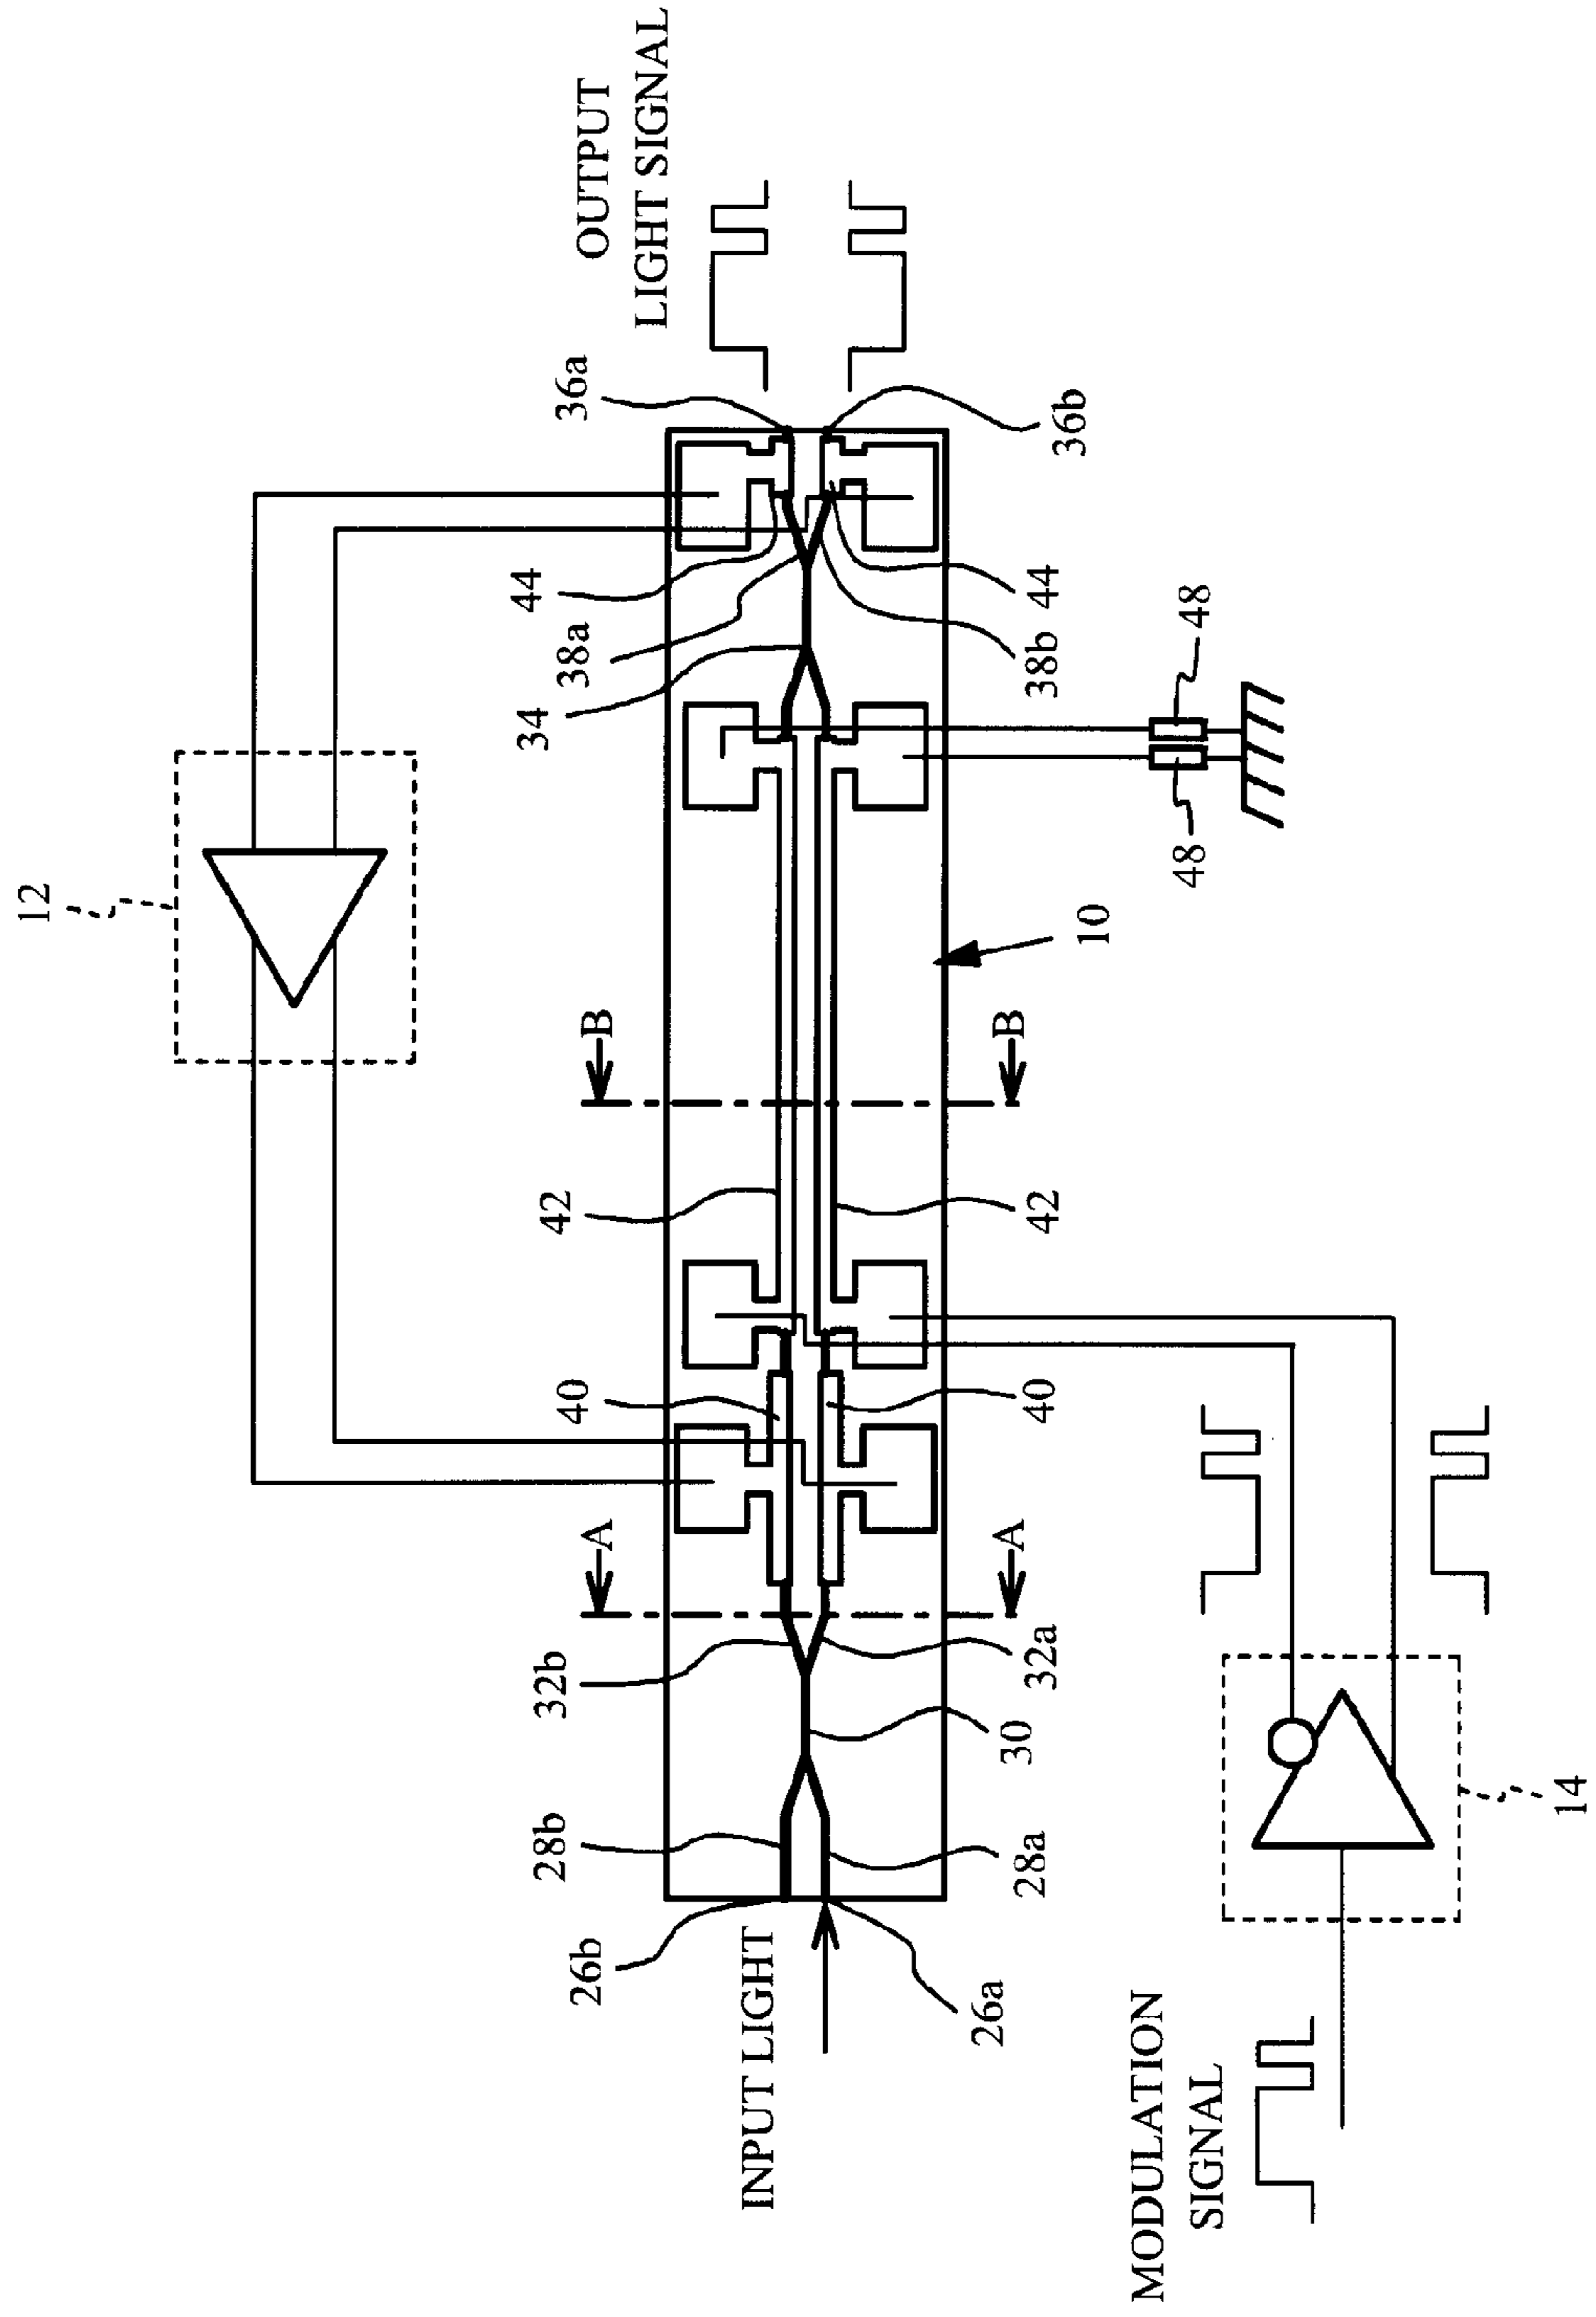 12
OUTPUT
LIGHT SIGNAL
36a
44
38a
34
B
42
40
A
32b
28b
26b
INPUT LIGHT
36b
44
38b
48
48
10
B
42
40
A
32a
30
28a
26a
14
MODULATION
SIGNAL